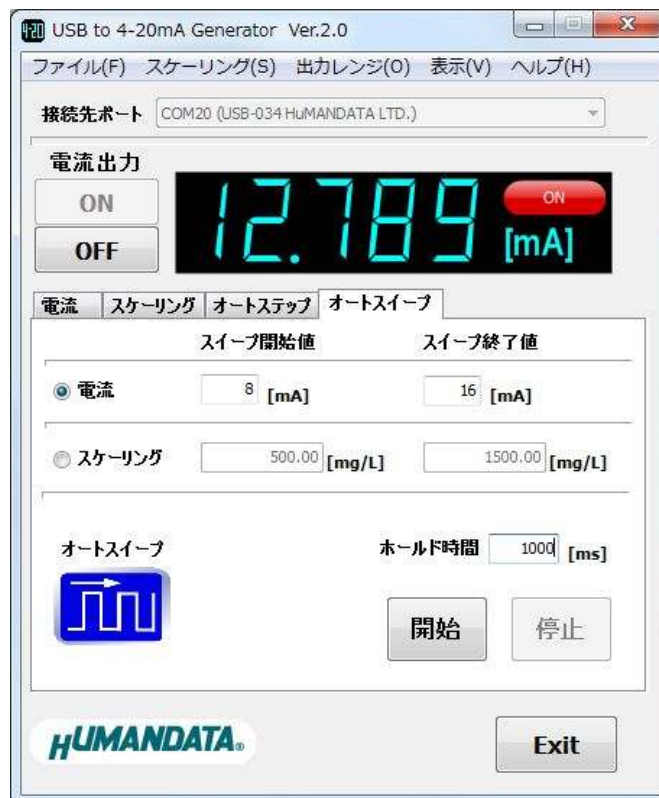 USB to 4-20mA Generator Ver.2.0
ファイル(F) スケーリング(S) 出力レンジ(O) 表示(V) ヘルプ(H)
接続先ポート COM20 (USB-034 HuMANDATA LTD.)
電流出力
ON
OFF
12.789
ON
[mA]
電流 スケーリング オートステップ オートスイープ
スイープ開始値 スイープ終了値
電流 8 [mA] 16 [mA]
スケーリング 500.00 [mg/L] 1500.00 [mg/L]
オートスイープ ホールド時間 1000 [ms]
開始 停止
HUMANDATA® Exit